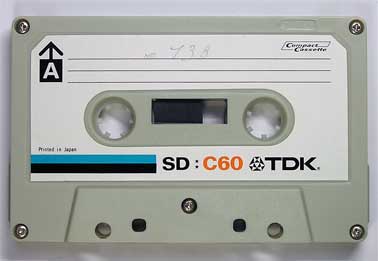 No 738
Compact
Cassette
A
Printed in Japan
SD : C60 TDK®